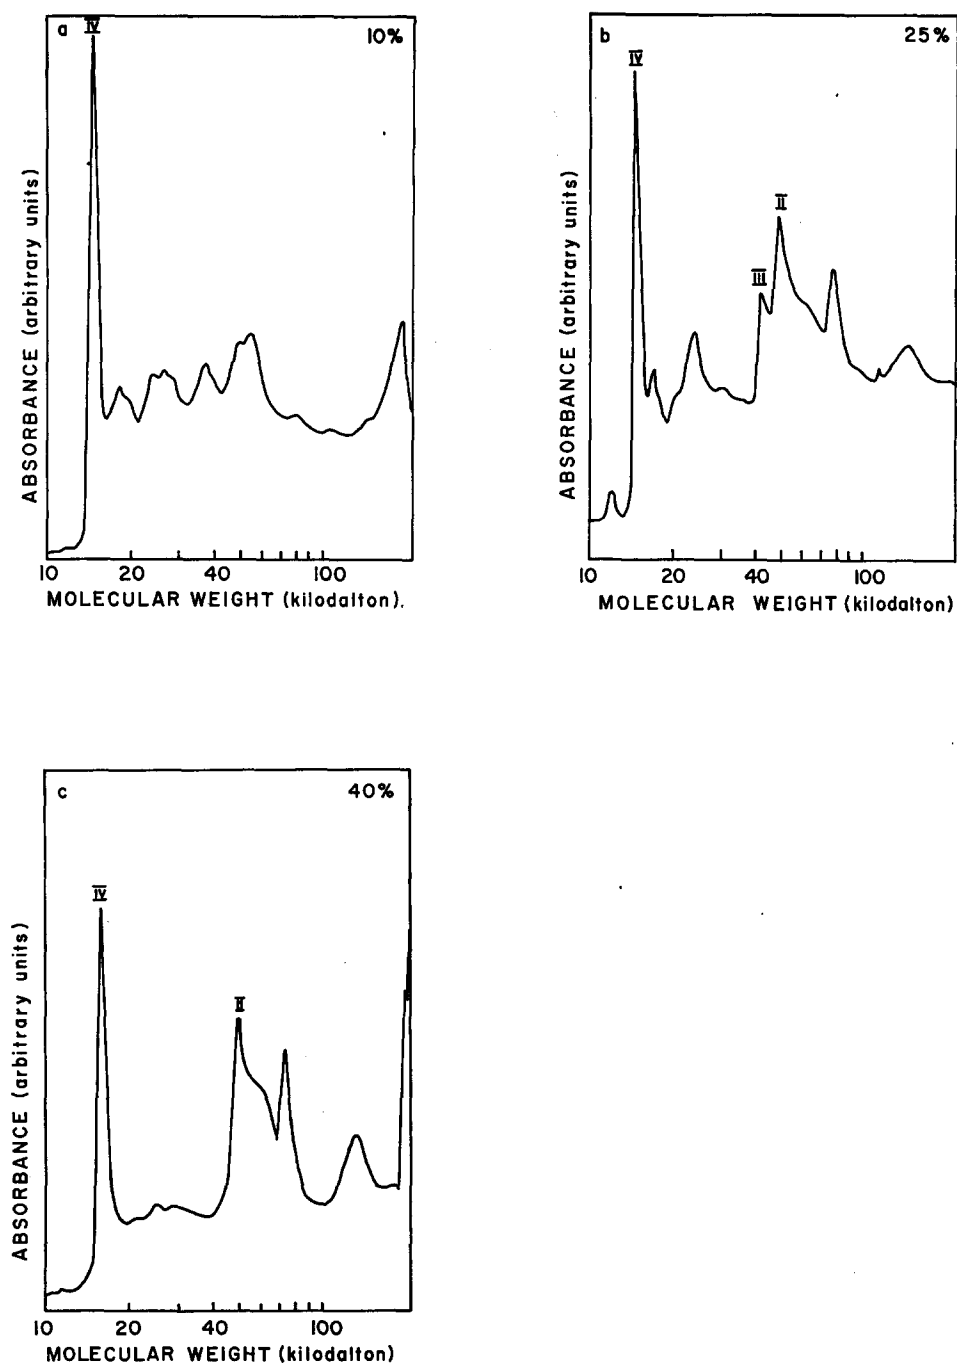 a 10%
IV
ABSORBANCE (arbitrary units)
10 20 40 100
MOLECULAR WEIGHT (kilodalton).
b 25%
IV
II
III
ABSORBANCE (arbitrary units)
10 20 40 100
MOLECULAR WEIGHT (kilodalton)
c 40%
IV
II
ABSORBANCE (arbitrary units)
10 20 40 100
MOLECULAR WEIGHT (kilodalton)